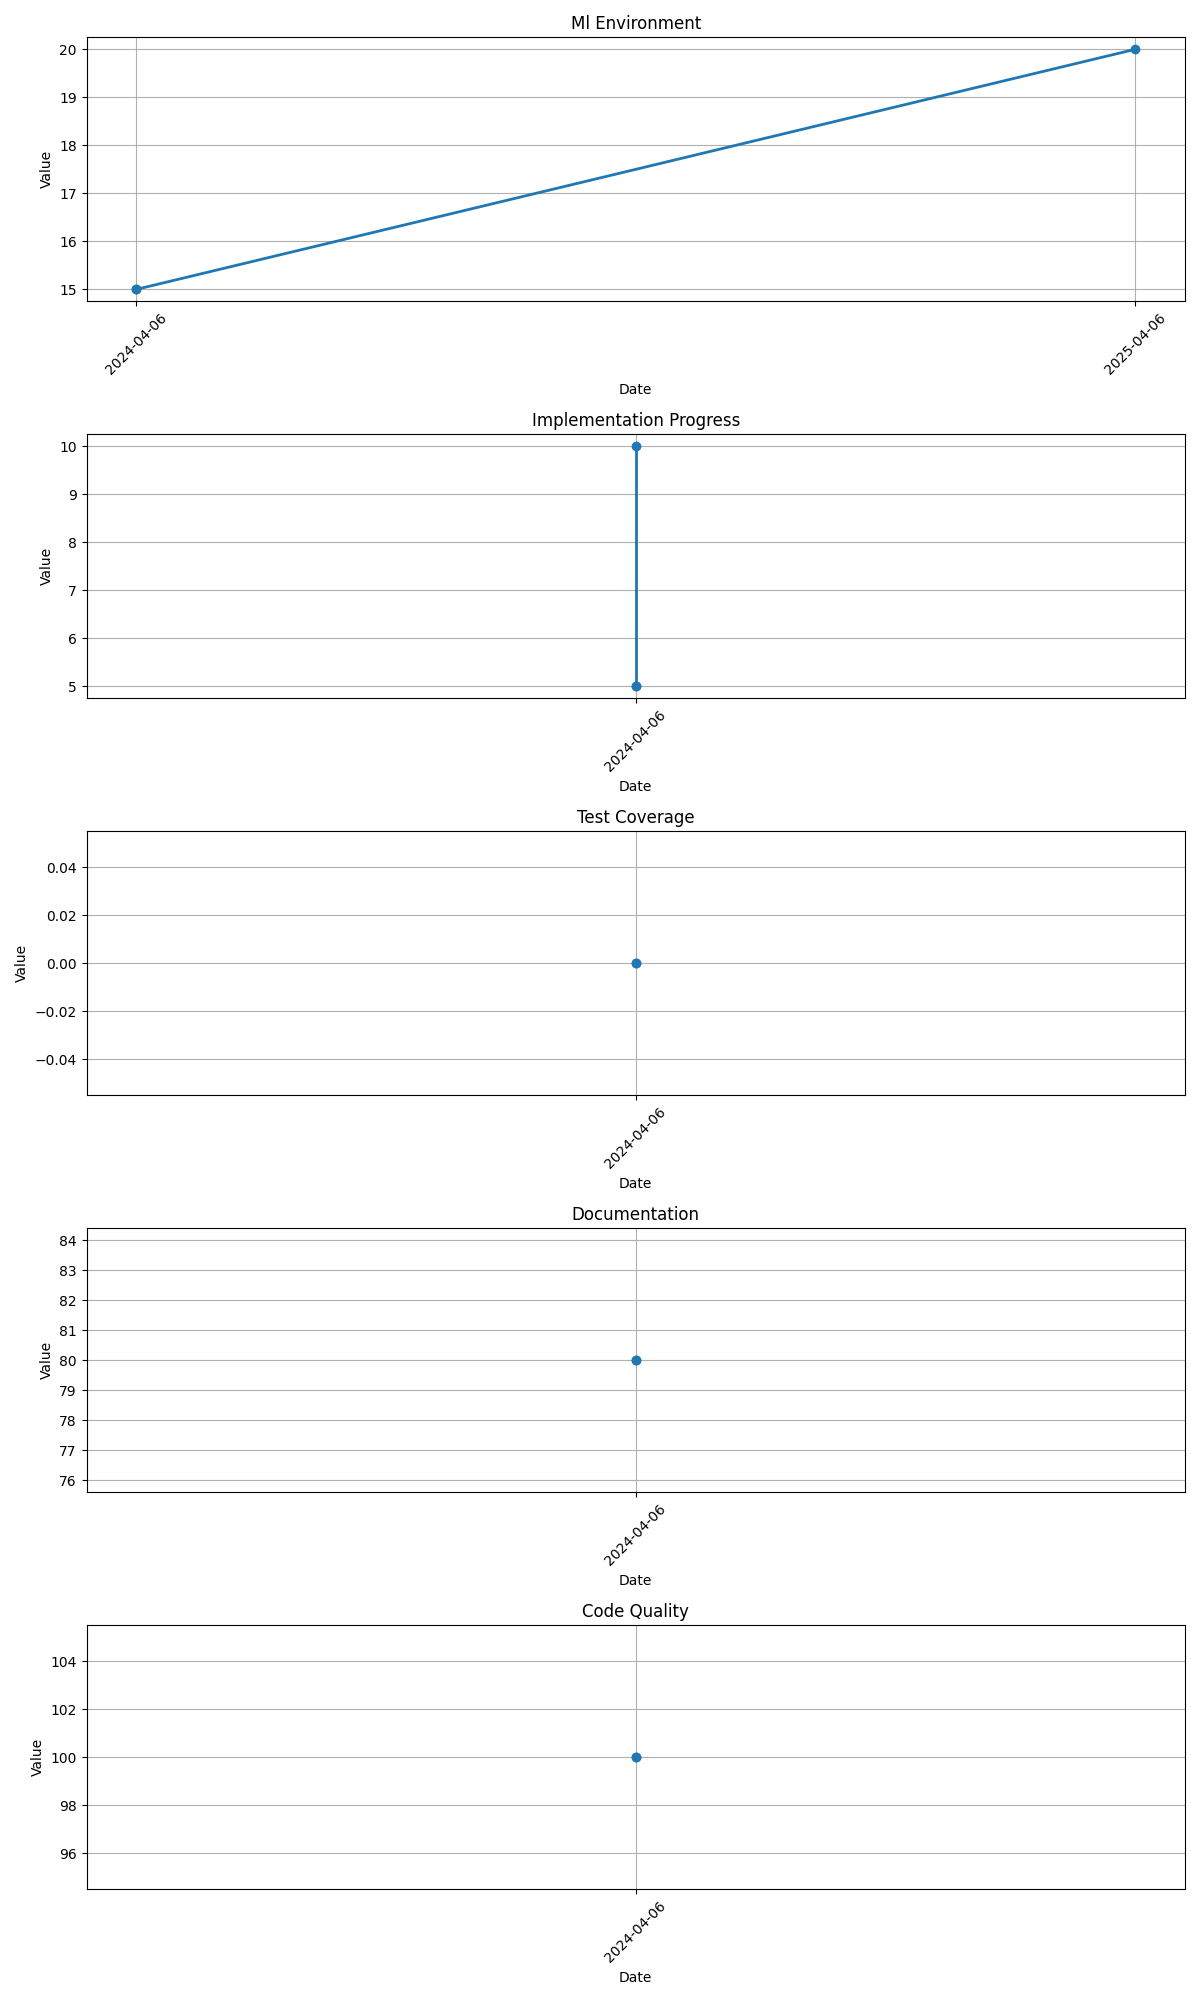 Ml Environment
20
19
18
17
16
15
Value
2024-04-06
2025-04-06
Date
Implementation Progress
10
9
8
7
6
5
Value
2024-04-06
Date
Test Coverage
0.04
0.02
0.00
−0.02
−0.04
Value
2024-04-06
Date
Documentation
84
83
82
81
80
79
78
77
76
Value
2024-04-06
Date
Code Quality
104
102
100
98
96
Value
2024-04-06
Date